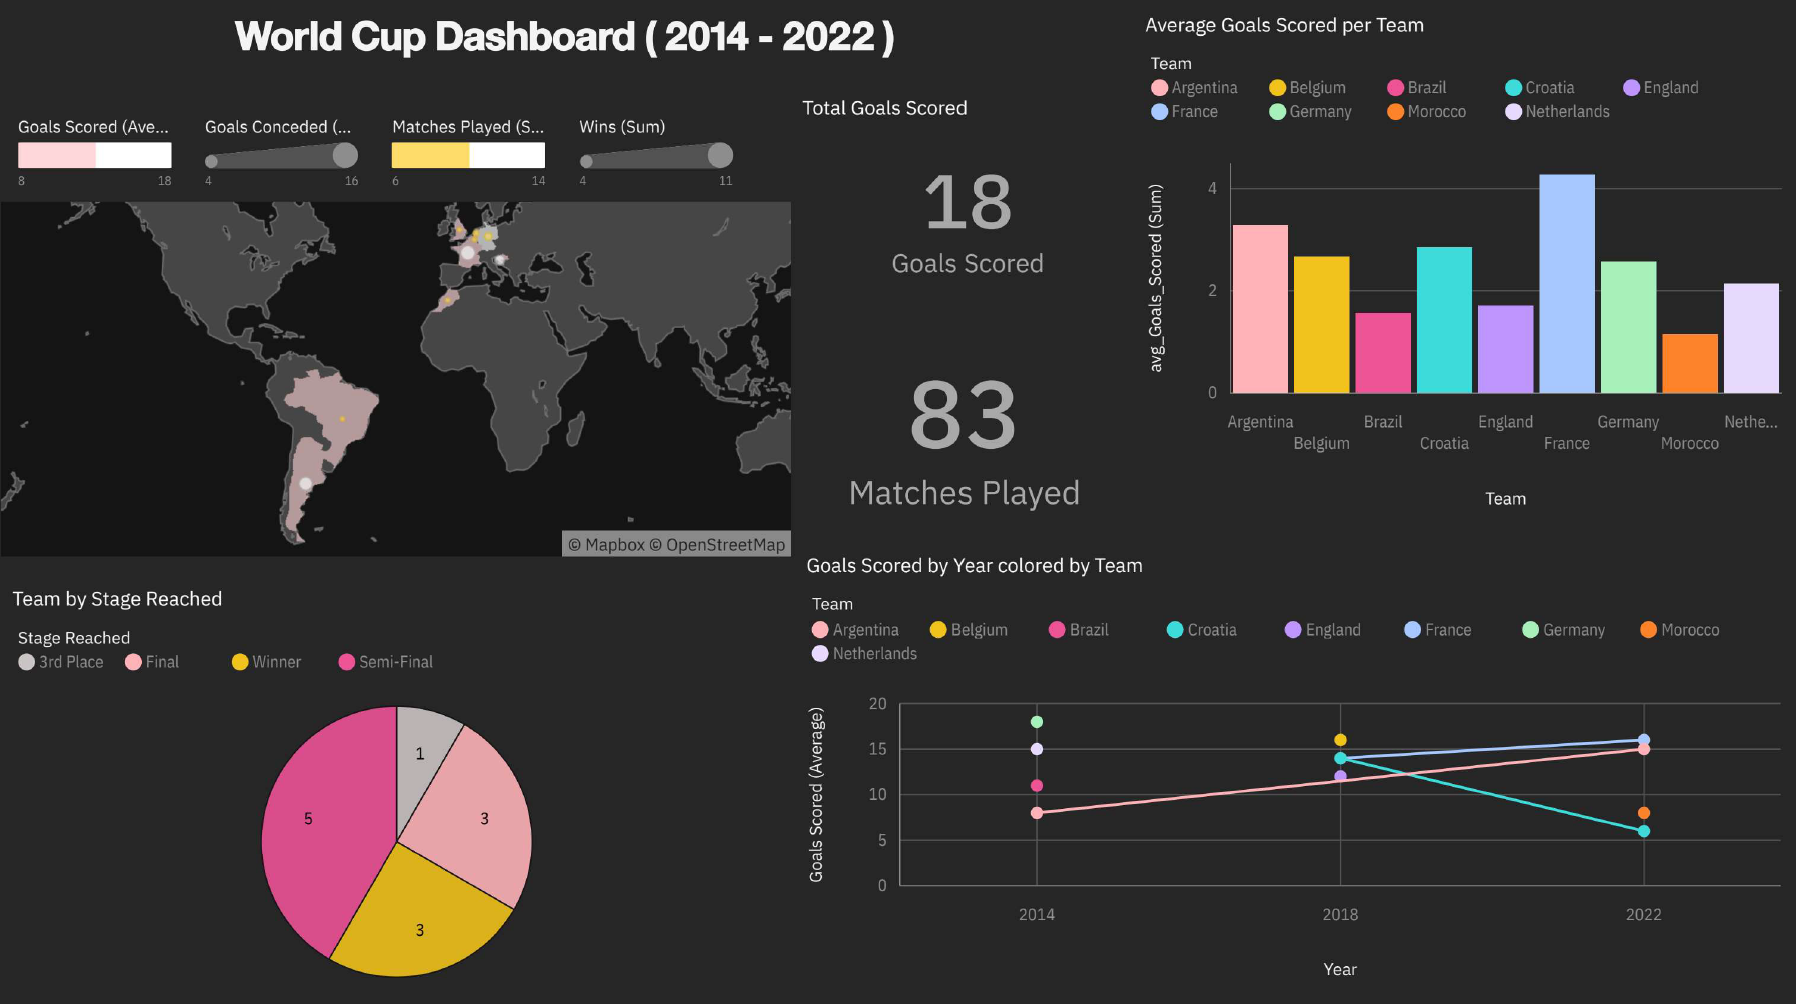 World Cup Dashboard ( 2014 - 2022 )
Goals Scored (Ave...
Goals Conceded (...
Matches Played (S...
Wins (Sum)
8 18
4 16
6 14
4 11
© Mapbox © OpenStreetMap
Total Goals Scored
18
Goals Scored
83
Matches Played
Average Goals Scored per Team
Team
Argentina Belgium Brazil Croatia England
France Germany Morocco Netherlands
avg_Goals_Scored (Sum)
4
2
0
Argentina Brazil England Germany Nethe...
Belgium Croatia France Morocco
Team
Team by Stage Reached
Stage Reached
3rd Place Final Winner Semi-Final
1
3
3
5
Goals Scored by Year colored by Team
Team
Argentina Belgium Brazil Croatia England France Germany Morocco
Netherlands
Goals Scored (Average)
20
15
10
5
0
2014 2018 2022
Year